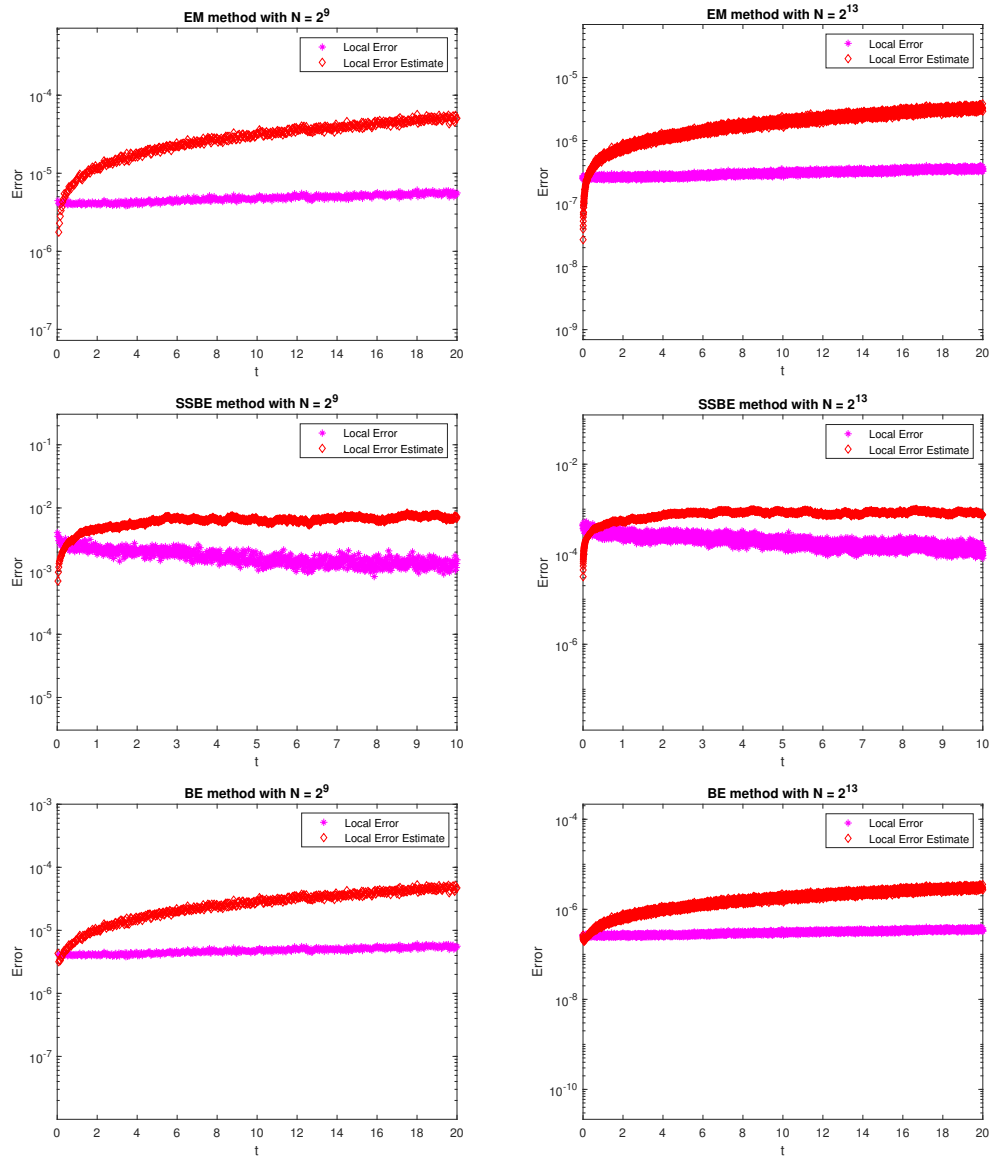 EM method with N = 2^9
Local Error
Local Error Estimate
10^-4
10^-5
10^-6
10^-7
Error
0 2 4 6 8 10 12 14 16 18 20
t
EM method with N = 2^13
Local Error
Local Error Estimate
10^-5
10^-6
10^-7
10^-8
10^-9
Error
0 2 4 6 8 10 12 14 16 18 20
t
SSBE method with N = 2^9
Local Error
Local Error Estimate
10^-1
10^-2
10^-3
10^-4
10^-5
Error
0 1 2 3 4 5 6 7 8 9 10
t
SSBE method with N = 2^13
Local Error
Local Error Estimate
10^-2
10^-4
10^-6
Error
0 1 2 3 4 5 6 7 8 9 10
t
BE method with N = 2^9
Local Error
Local Error Estimate
10^-3
10^-4
10^-5
10^-6
10^-7
Error
0 2 4 6 8 10 12 14 16 18 20
t
BE method with N = 2^13
Local Error
Local Error Estimate
10^-4
10^-6
10^-8
10^-10
Error
0 2 4 6 8 10 12 14 16 18 20
t